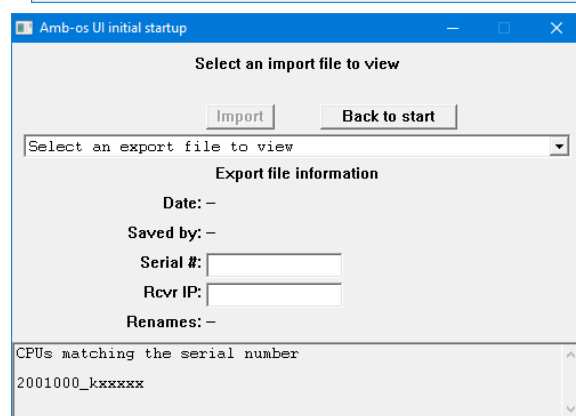 Amb-os UI initial startup
Select an import file to view
Import
Back to start
Select an export file to view
Export file information
Date: –
Saved by: –
Serial #:
Rcvr IP:
Renames: –
CPUs matching the serial number
2001000_kxxxxx